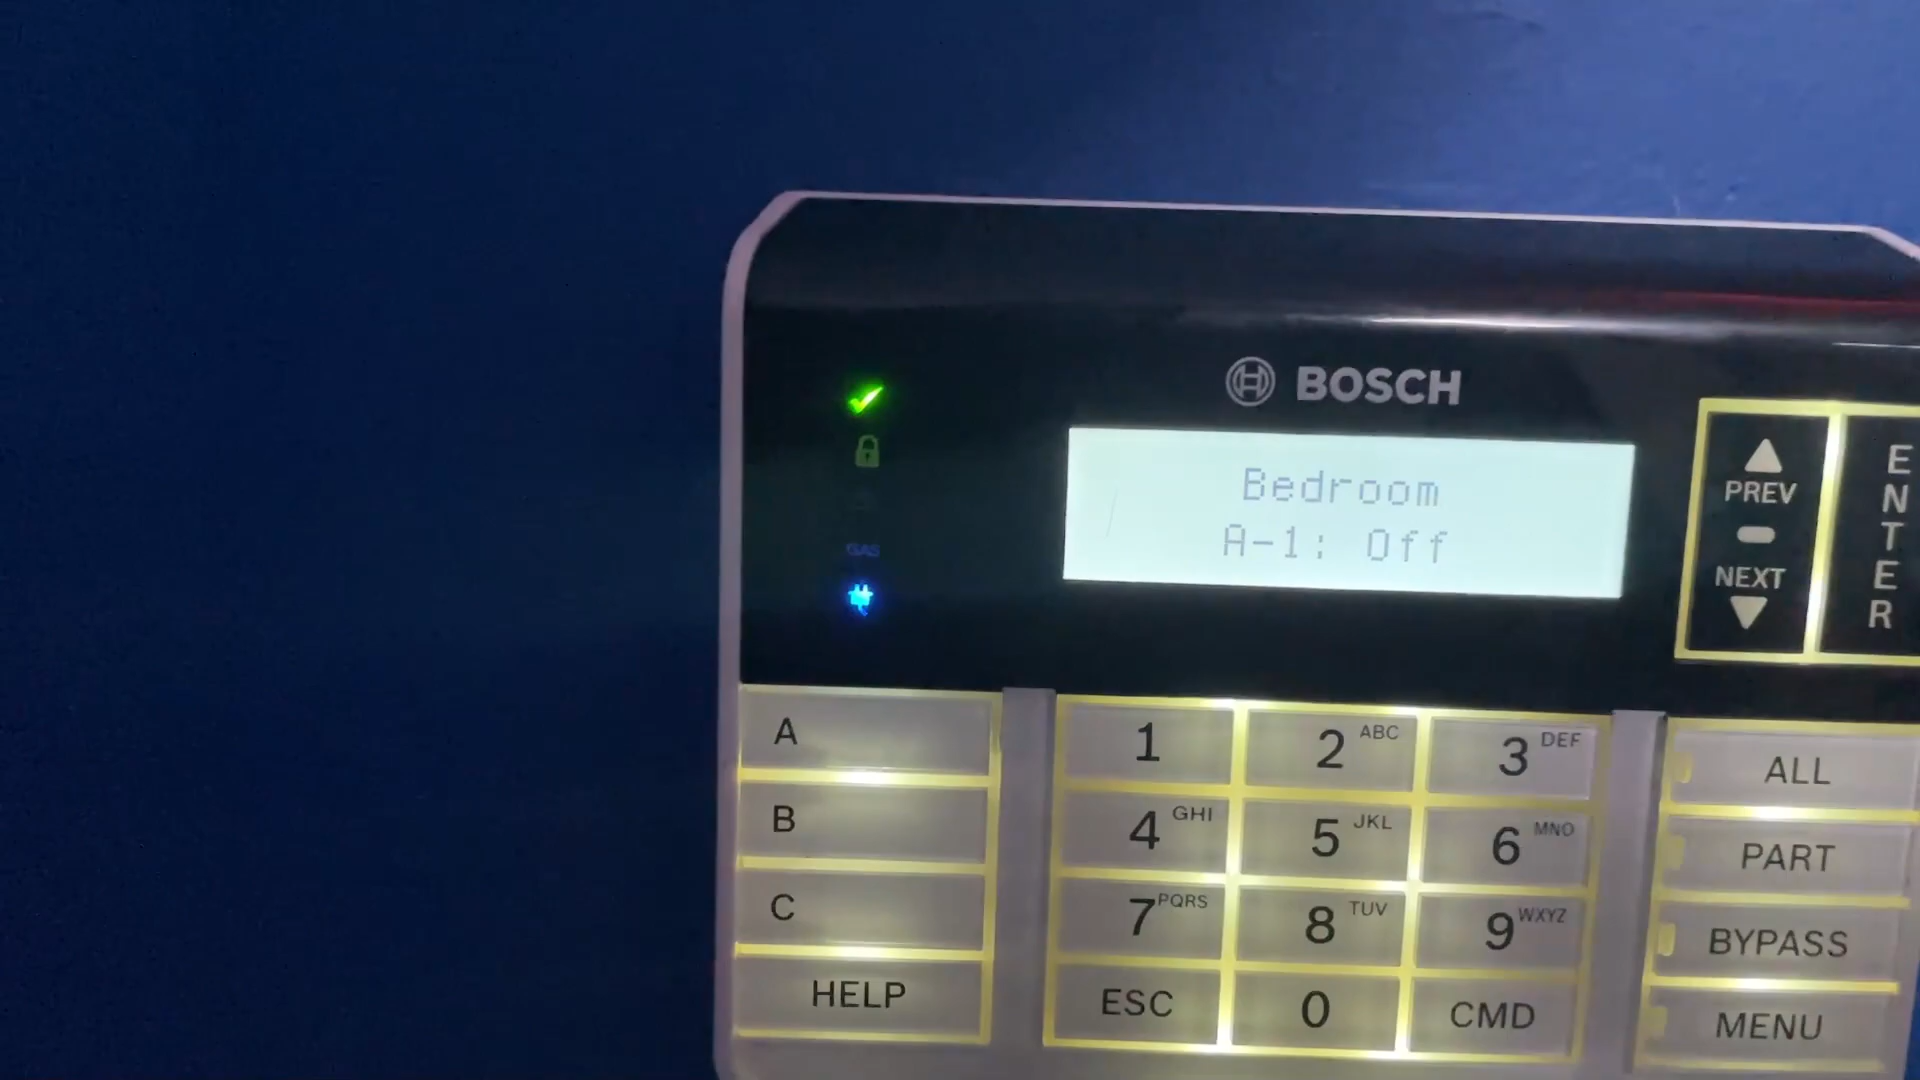 BOSCH
Bedroom
A-1: Off
GAS
PREV
NEXT
ENTER
A
B
C
HELP
1
2 ABC
3 DEF
4 GHI
5 JKL
6 MNO
7 PQRS
8 TUV
9 WXYZ
ESC
0
CMD
ALL
PART
BYPASS
MENU